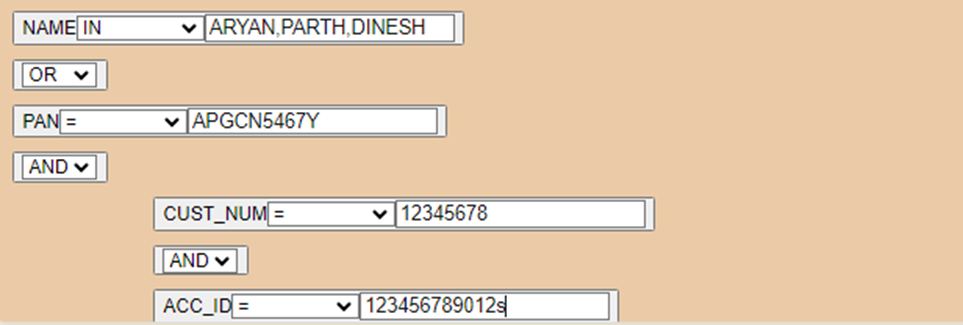 NAME IN ARYAN,PARTH,DINESH
OR
PAN = APGCN5467Y
AND
CUST_NUM = 12345678
AND
ACC_ID = 123456789012s